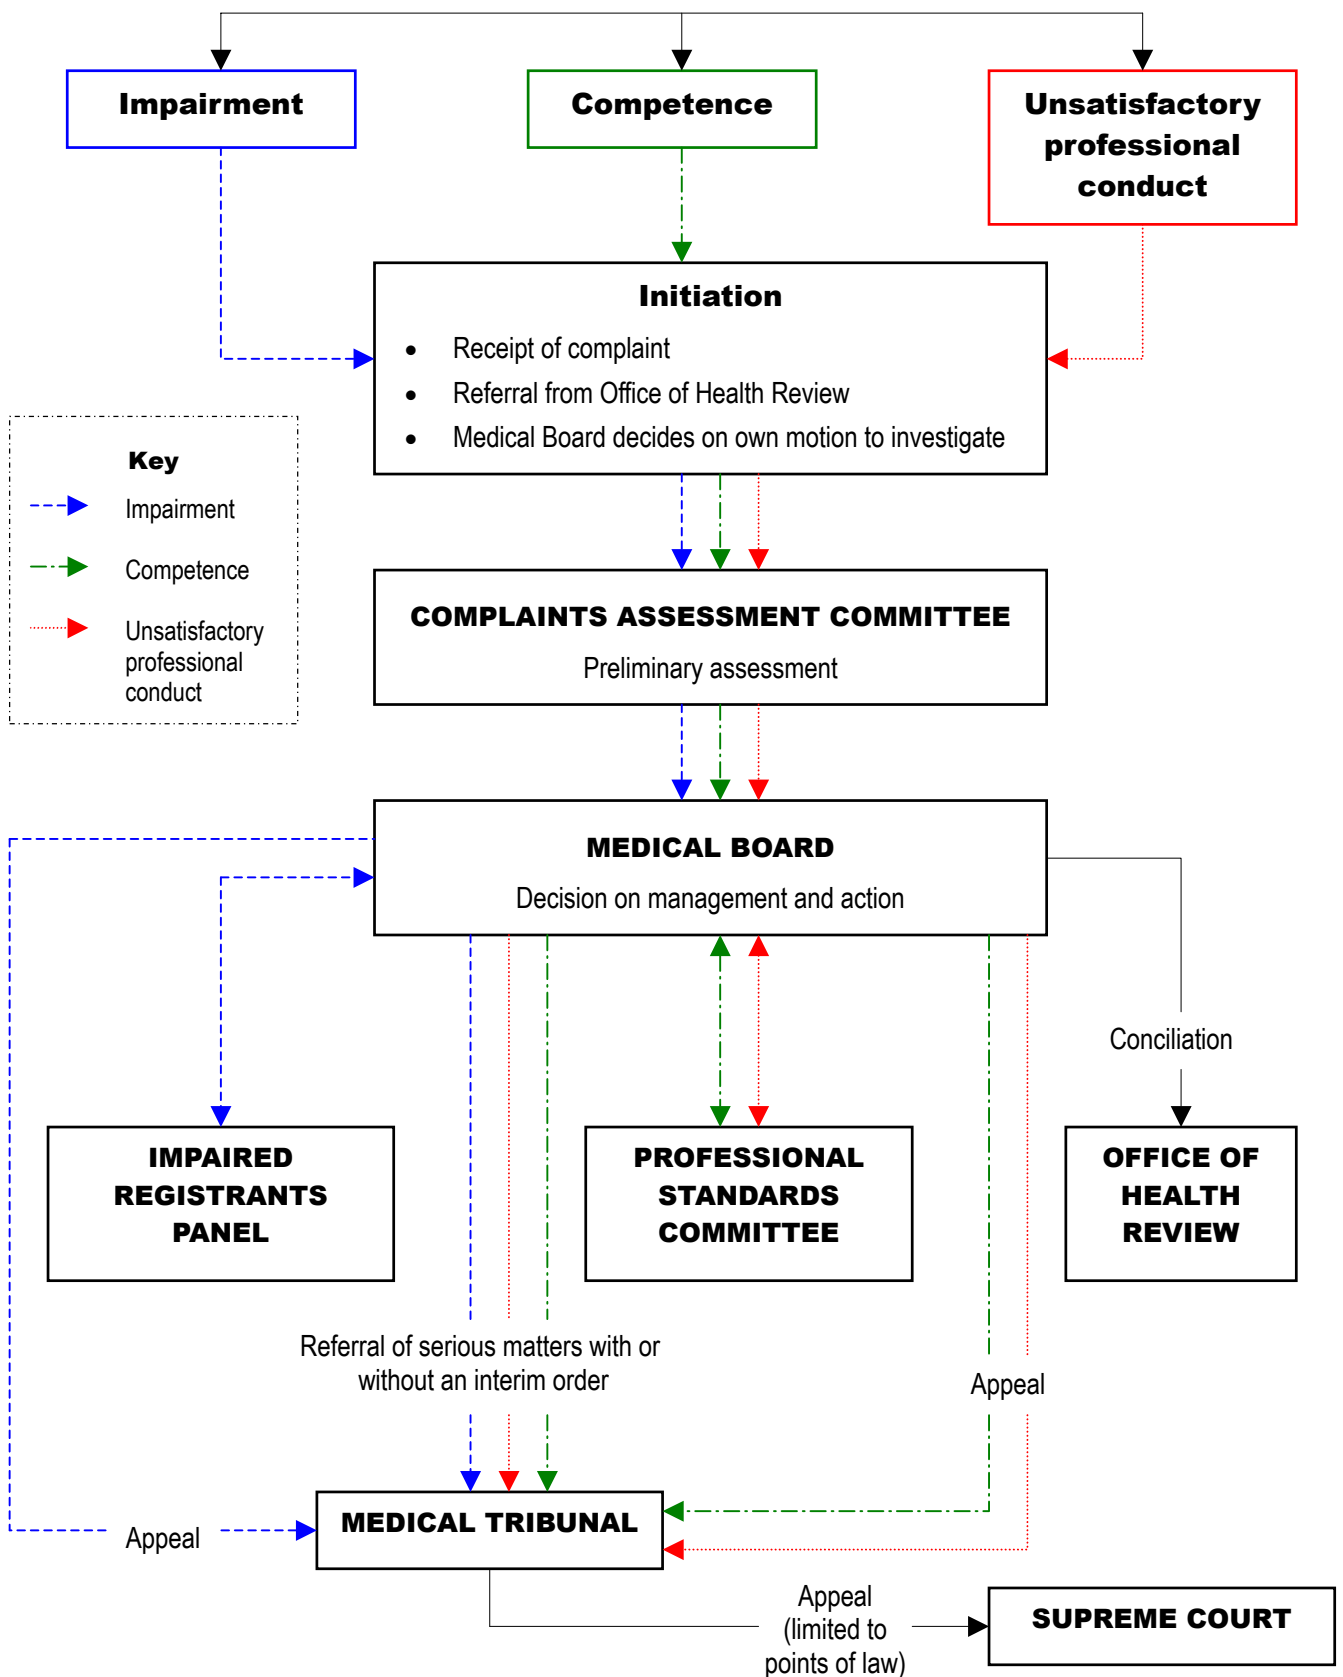 Impairment
Competence
Unsatisfactory
professional
conduct
Initiation
• Receipt of complaint
• Referral from Office of Health Review
• Medical Board decides on own motion to investigate
Key
Impairment
Competence
Unsatisfactory
professional
conduct
COMPLAINTS ASSESSMENT COMMITTEE
Preliminary assessment
MEDICAL BOARD
Decision on management and action
Conciliation
IMPAIRED
REGISTRANTS
PANEL
PROFESSIONAL
STANDARDS
COMMITTEE
OFFICE OF
HEALTH
REVIEW
Referral of serious matters with or
without an interim order
Appeal
MEDICAL TRIBUNAL
Appeal
Appeal
(limited to
points of law)
SUPREME COURT